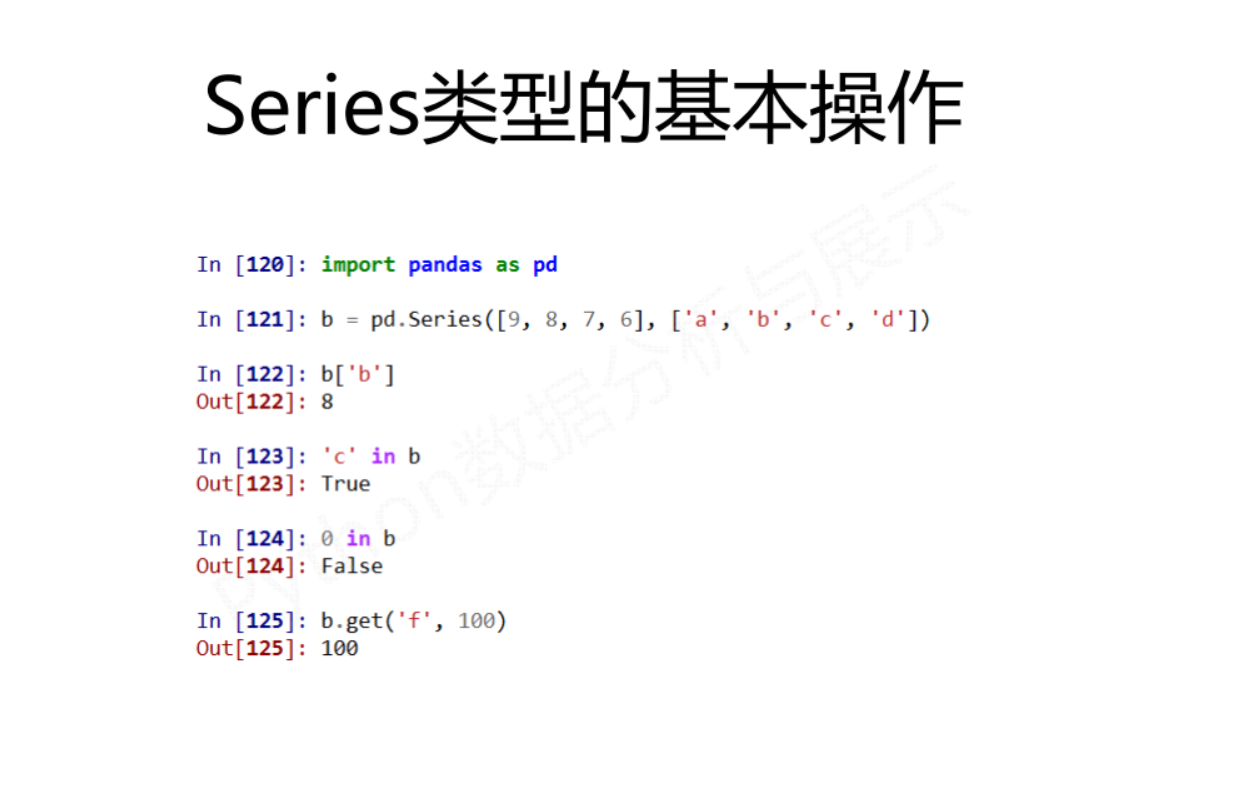 Series类型的基本操作
In [120]: import pandas as pd
In [121]: b = pd.Series([9, 8, 7, 6], ['a', 'b', 'c', 'd'])
In [122]: b['b']
Out[122]: 8
In [123]: 'c' in b
Out[123]: True
In [124]: 0 in b
Out[124]: False
In [125]: b.get('f', 100)
Out[125]: 100
Python数据分析与展示